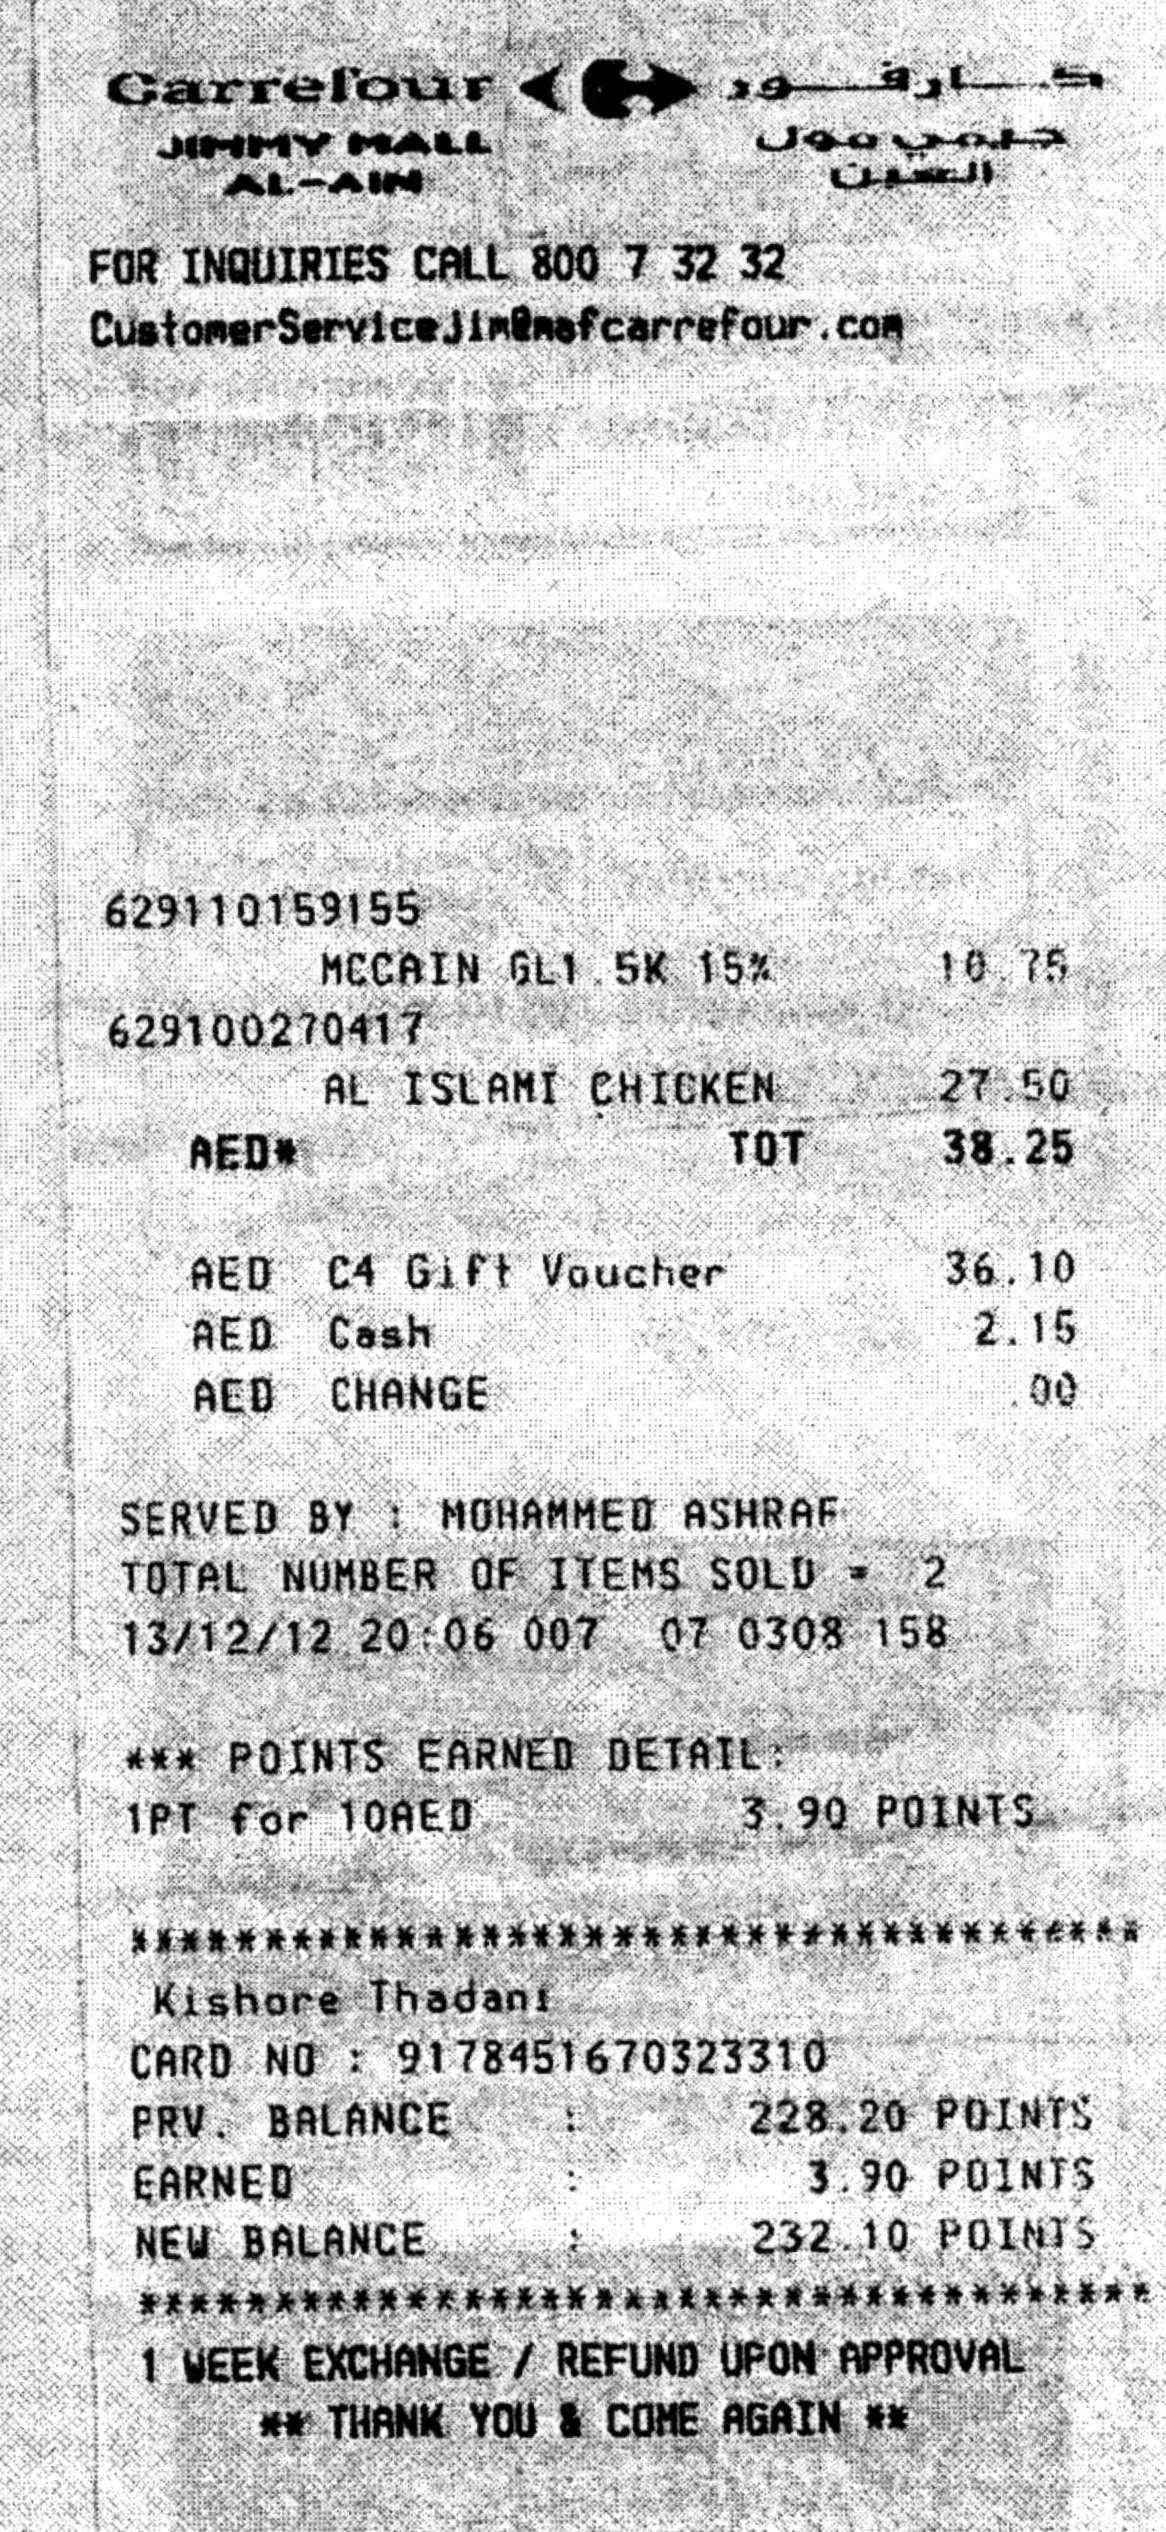 Carrefour كارفور
JIMMY MALL جيمي مول
AL-AIN العين
FOR INQUIRIES CALL 800 7 32 32
CustomerServiceJim@mafcarrefour.com
629110159155
MCCAIN GL1.5K 15% 10.75
629100270417
AL ISLAMI CHICKEN 27.50
AED* TOT 38.25
AED C4 Gift Voucher 36.10
AED Cash 2.15
AED CHANGE .00
SERVED BY : MOHAMMED ASHRAF
TOTAL NUMBER OF ITEMS SOLD = 2
13/12/12 20:06 007 07 0308 158
*** POINTS EARNED DETAIL:
1PT for 10AED 3.90 POINTS
**************************************
Kishore Thadani
CARD NO : 9178451670323310
PRV. BALANCE : 228.20 POINTS
EARNED : 3.90 POINTS
NEW BALANCE : 232.10 POINTS
**************************************
1 WEEK EXCHANGE / REFUND UPON APPROVAL
** THANK YOU & COME AGAIN **